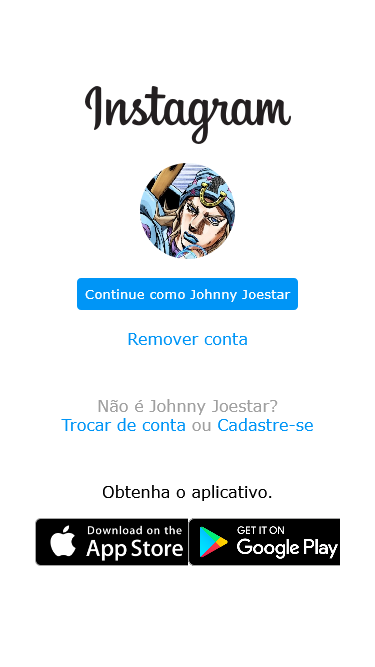 Instagram
Continue como Johnny Joestar
Remover conta
Não é Johnny Joestar?
Trocar de conta ou Cadastre-se
Obtenha o aplicativo.
Download on the
App Store
GET IT ON
Google Play